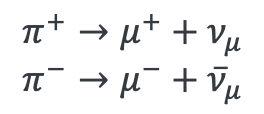 π⁺ → μ⁺ + ν_μ
π⁻ → μ⁻ + ν̄_μ